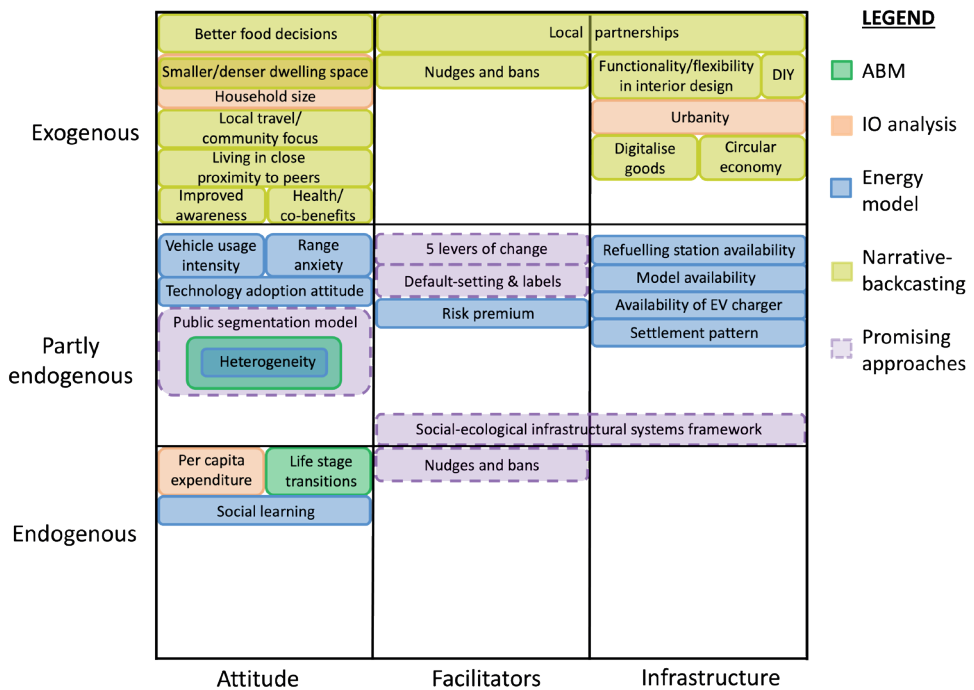 Better food decisions
Local partnerships
Smaller/denser dwelling space
Household size
Nudges and bans
Functionality/flexibility
in interior design
DIY
Urbanity
Exogenous
Local travel/
community focus
Living in close
proximity to peers
Digitalise
goods
Circular
economy
Improved
awareness
Health/
co-benefits
Vehicle usage
intensity
Range
anxiety
Technology adoption attitude
Public segmentation model
Heterogeneity
5 levers of change
Default-setting & labels
Risk premium
Refuelling station availability
Model availability
Availability of EV charger
Settlement pattern
Partly
endogenous
Social-ecological infrastructural systems framework
Per capita
expenditure
Life stage
transitions
Social learning
Nudges and bans
Endogenous
Attitude
Facilitators
Infrastructure
LEGEND
ABM
IO analysis
Energy
model
Narrative-
backcasting
Promising
approaches